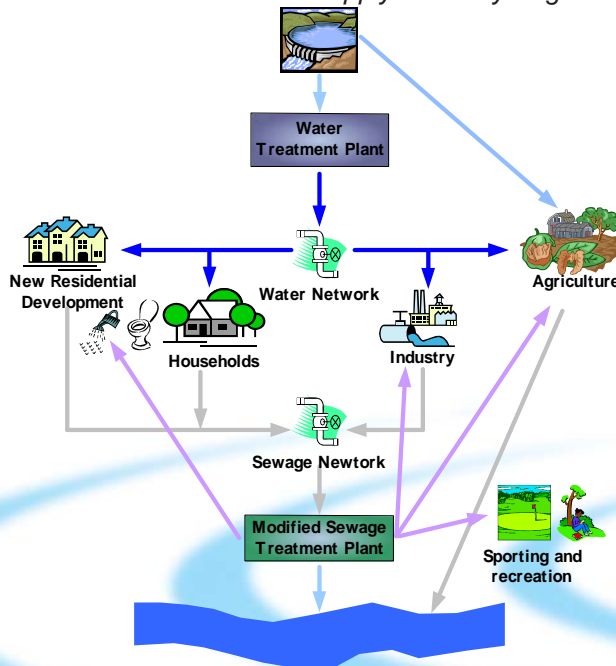 Water
Treatment Plant
New Residential
Development
Water Network
Agriculture
Households
Industry
Sewage Newtork
Modified Sewage
Treatment Plant
Sporting and
recreation